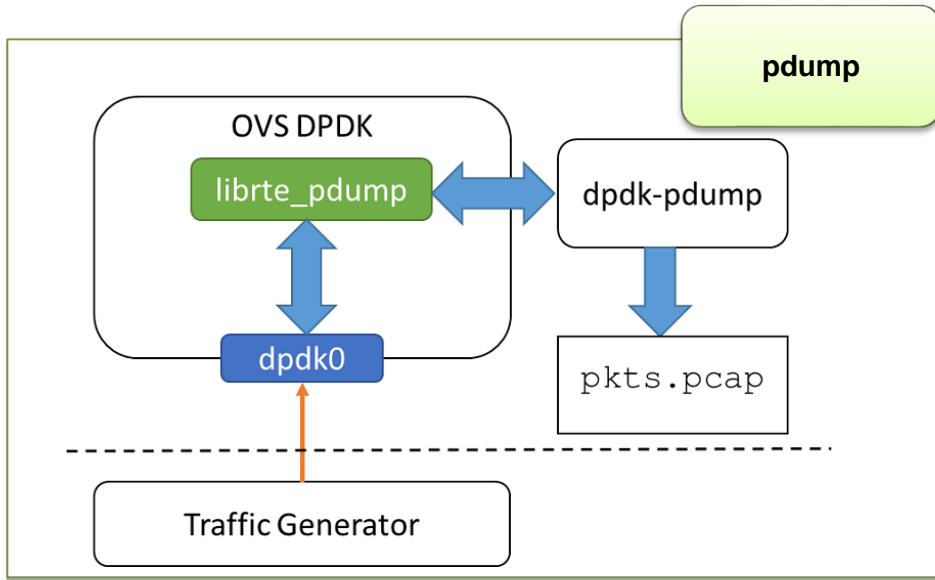 pdump
OVS DPDK
librte_pdump
dpdk-pdump
dpdk0
pkts.pcap
Traffic Generator